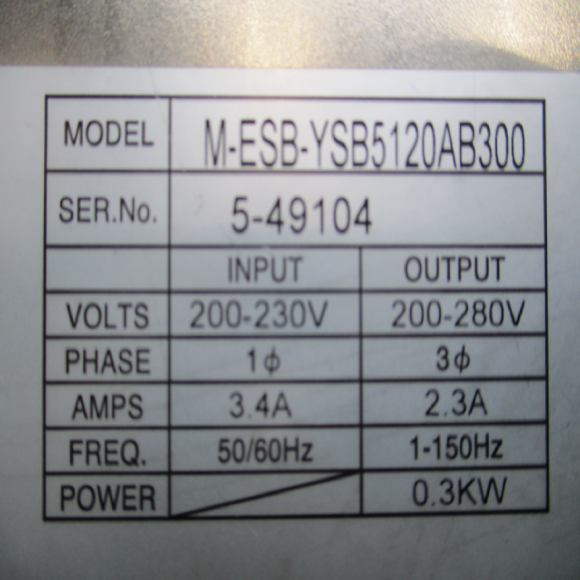 MODEL M-ESB-YSB5120AB300
SER.No. 5-49104
INPUT OUTPUT
VOLTS 200-230V 200-280V
PHASE 1ϕ 3ϕ
AMPS 3.4A 2.3A
FREQ. 50/60Hz 1-150Hz
POWER 0.3KW